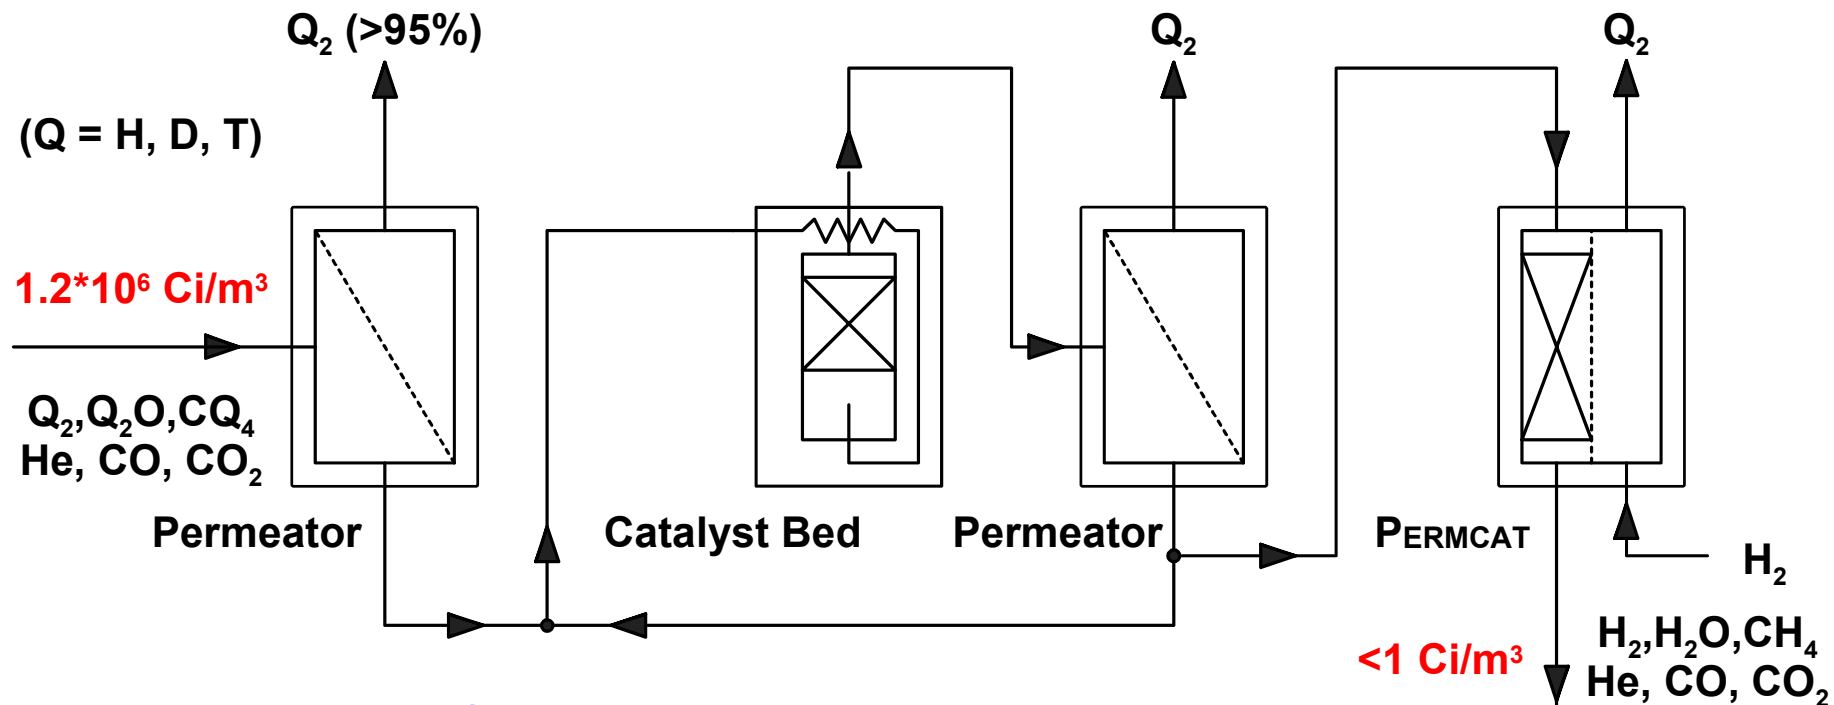 Q₂ (>95%)
Q₂
Q₂
(Q = H, D, T)
1.2*10⁶ Ci/m³
Q₂,Q₂O,CQ₄
He, CO, CO₂
Permeator
Catalyst Bed
Permeator
PERMCAT
H₂
<1 Ci/m³
H₂,H₂O,CH₄
He, CO, CO₂